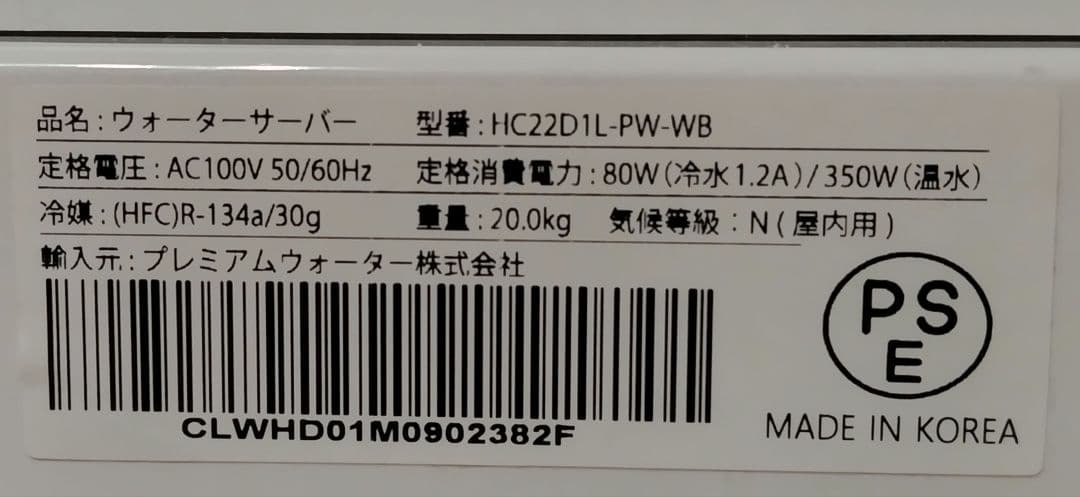 品名:ウォーターサーバー 型番:HC22D1L-PW-WB
定格電圧:AC100V 50/60Hz 定格消費電力:80W(冷水1.2A)/350W(温水)
冷媒:(HFC)R-134a/30g 重量:20.0kg 気候等級:N(屋内用)
輸入元:プレミアムウォーター株式会社
PS
E
CLWHD01M0902382F
MADE IN KOREA